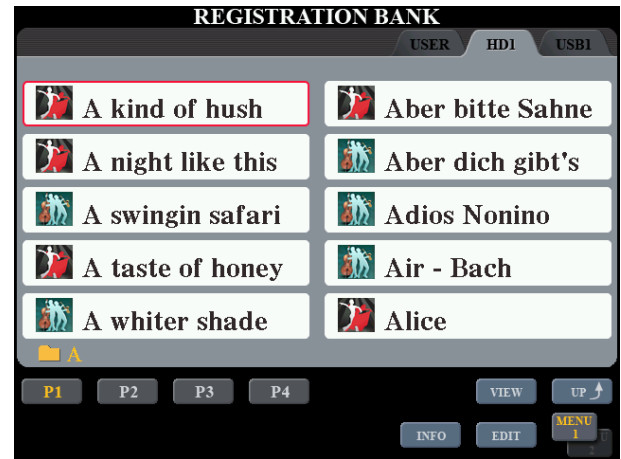 REGISTRATION BANK
USER HD1 USB1
A kind of hush Aber bitte Sahne
A night like this Aber dich gibt's
A swingin safari Adios Nonino
A taste of honey Air - Bach
A whiter shade Alice
A
P1 P2 P3 P4 VIEW UP
INFO EDIT MENU 1
2